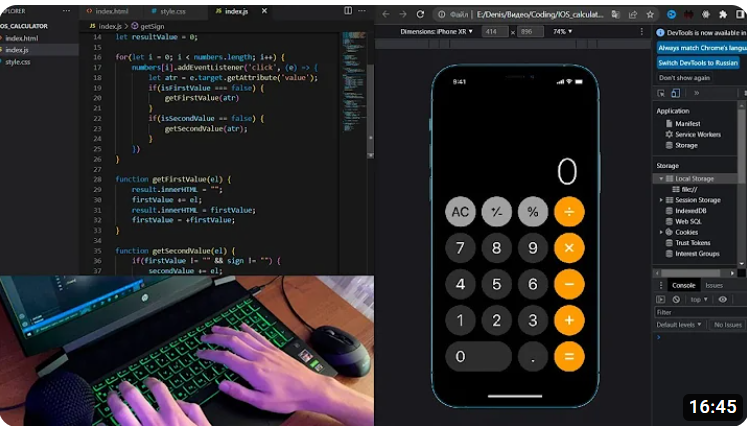 index.html
style.css
index.js
IOS_CALCULATOR
index.html
index.js
style.css
index.js > getSign
14 let resultValue = 0;
15
16 for(let i = 0; i < numbers.length; i++) {
17 numbers[i].addEventListener('click', (e) => {
18 let atr = e.target.getAttribute('value');
19 if(isFirstValue === false) {
20 getFirstValue(atr)
21 }
22 if(isSecondValue == false) {
23 getSecondValue(atr);
24 }
25 })
26 }
27
28 function getFirstValue(el) {
29 result.innerHTML = "";
30 firstValue += el;
31 result.innerHTML = firstValue;
32 firstValue = +firstValue;
33 }
34
35 function getSecondValue(el) {
36 if(firstValue != "" && sign != "") {
37 secondValue += el;
Файл
E:/Denis/Видео/Coding/IOS_calculat...
Dimensions: iPhone XR
414 × 896
74%
9:41
0
AC +/- % ÷
7 8 9 ×
4 5 6 −
1 2 3 +
0 . =
DevTools is now available in
Always match Chrome's langu
Switch DevTools to Russian
Don't show again
Application
Manifest
Service Workers
Storage
Storage
Local Storage
file://
Session Storage
IndexedDB
Web SQL
Cookies
Trust Tokens
Interest Groups
Console
Issues
top
Filter
Default levels
No Issues
16:45